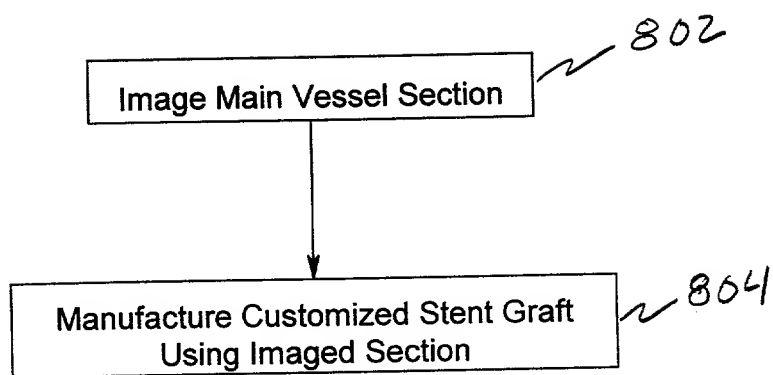 802
Image Main Vessel Section
804
Manufacture Customized Stent Graft
Using Imaged Section